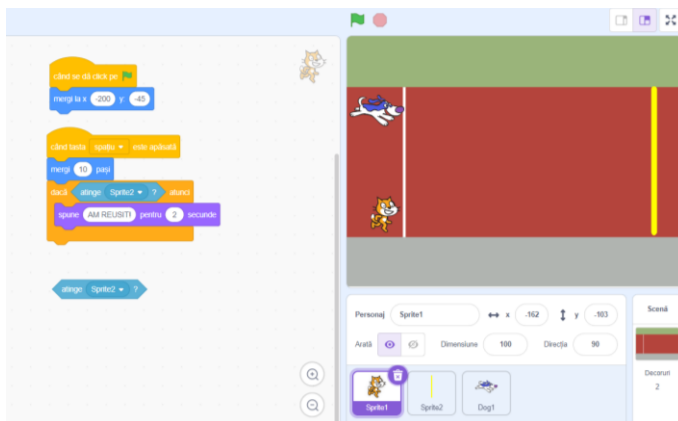 când se dă click pe
mergi la x -200 y -45
când tasta spațiu este apăsată
mergi 10 pași
dacă atinge Sprite2 ? atunci
spune AM REUSIT! pentru 2 secunde
atinge Sprite2 ?
Personaj Sprite1 x -162 y -103
Arată Dimensiune 100 Direcția 90
Sprite1
Sprite2
Dog1
Scenă
Decoruri
2